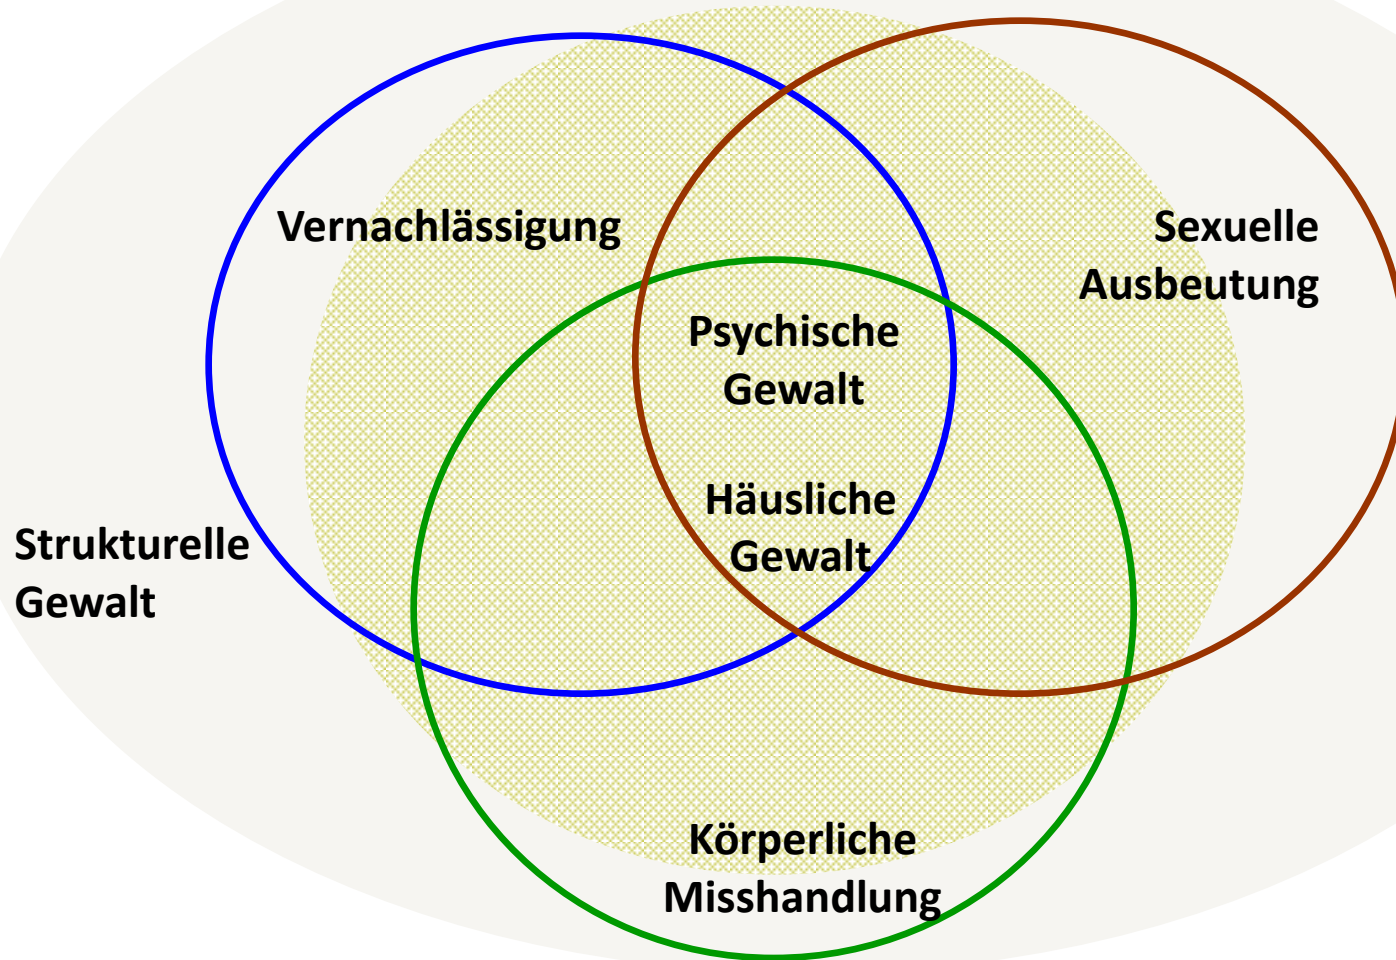 Vernachlässigung
Sexuelle
Ausbeutung
Psychische
Gewalt
Häusliche
Gewalt
Strukturelle
Gewalt
Körperliche
Misshandlung